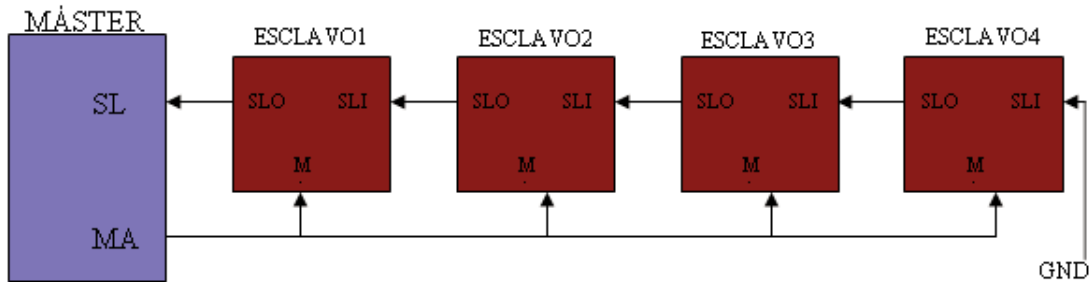 MÁSTER
ESCLAVO1 ESCLAVO2 ESCLAVO3 ESCLAVO4
SL SLO SLI SLO SLI SLO SLI SLO SLI
M M M M
MA
GND